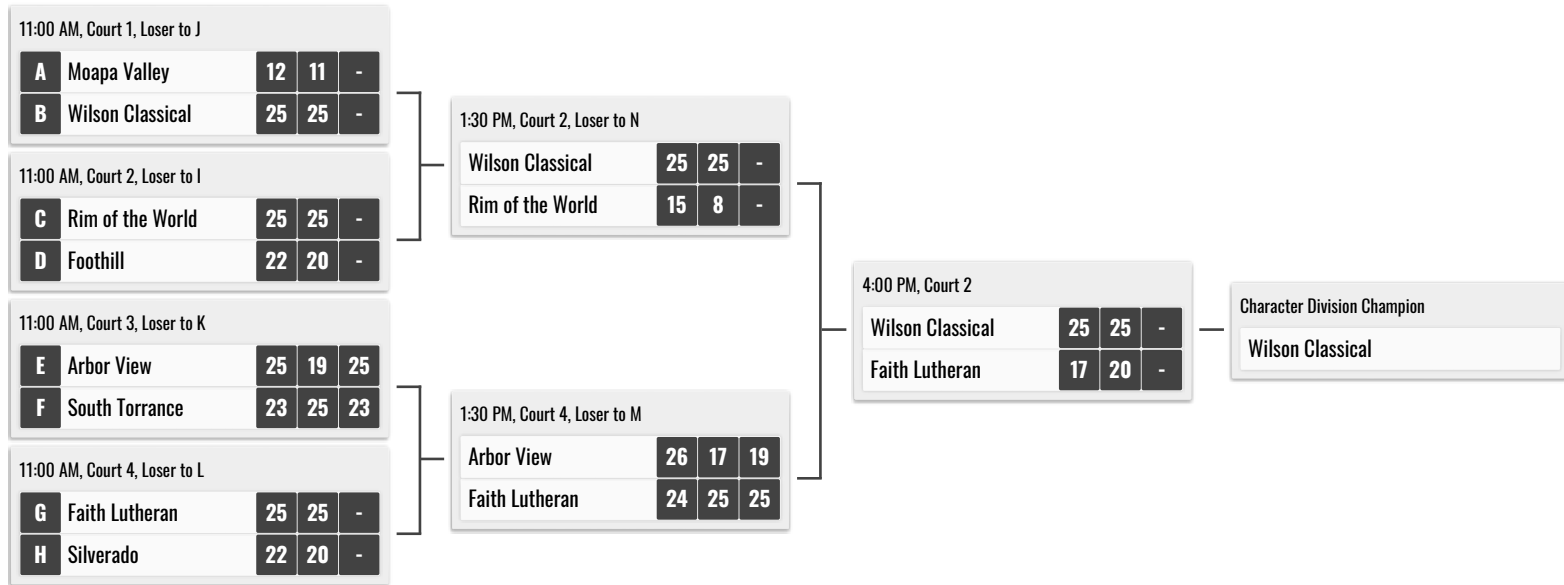 11:00 AM, Court 1, Loser to J
A Moapa Valley 12 11 -
B Wilson Classical 25 25 -
11:00 AM, Court 2, Loser to I
C Rim of the World 25 25 -
D Foothill 22 20 -
11:00 AM, Court 3, Loser to K
E Arbor View 25 19 25
F South Torrance 23 25 23
11:00 AM, Court 4, Loser to L
G Faith Lutheran 25 25 -
H Silverado 22 20 -
1:30 PM, Court 2, Loser to N
Wilson Classical 25 25 -
Rim of the World 15 8 -
1:30 PM, Court 4, Loser to M
Arbor View 26 17 19
Faith Lutheran 24 25 25
4:00 PM, Court 2
Wilson Classical 25 25 -
Faith Lutheran 17 20 -
Character Division Champion
Wilson Classical